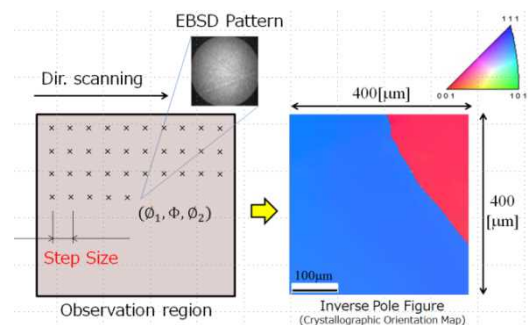 EBSD Pattern
Dir. scanning
(Ø₁, Φ, Ø₂)
Step Size
Observation region
111
001
101
400[μm]
400
[μm]
100μm
Inverse Pole Figure
(Crystallographic Orientation Map)